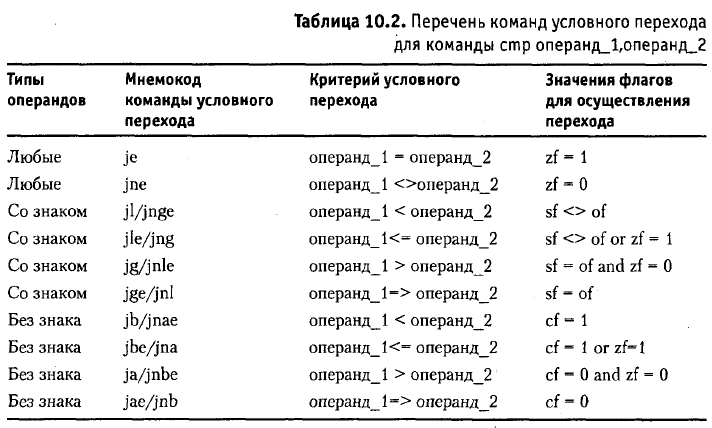 Таблица 10.2. Перечень команд условного перехода
для команды cmp операнд_1,операнд_2
Типы операндов	Мнемокод команды условного перехода	Критерий условного перехода	Значения флагов для осуществления перехода
Любые	je	операнд_1 = операнд_2	zf = 1
Любые	jne	операнд_1 <>операнд_2	zf = 0
Со знаком	jl/jnge	операнд_1 < операнд_2	sf <> of
Со знаком	jle/jng	операнд_1<= операнд_2	sf <> of or zf = 1
Со знаком	jg/jnle	операнд_1 > операнд_2	sf = of and zf = 0
Со знаком	jge/jnl	операнд_1=> операнд_2	sf = of
Без знака	jb/jnae	операнд_1 < операнд_2	cf = 1
Без знака	jbe/jna	операнд_1<= операнд_2	cf = 1 or zf=1
Без знака	ja/jnbe	операнд_1 > операнд_2	cf = 0 and zf = 0
Без знака	jae/jnb	операнд_1=> операнд_2	cf = 0